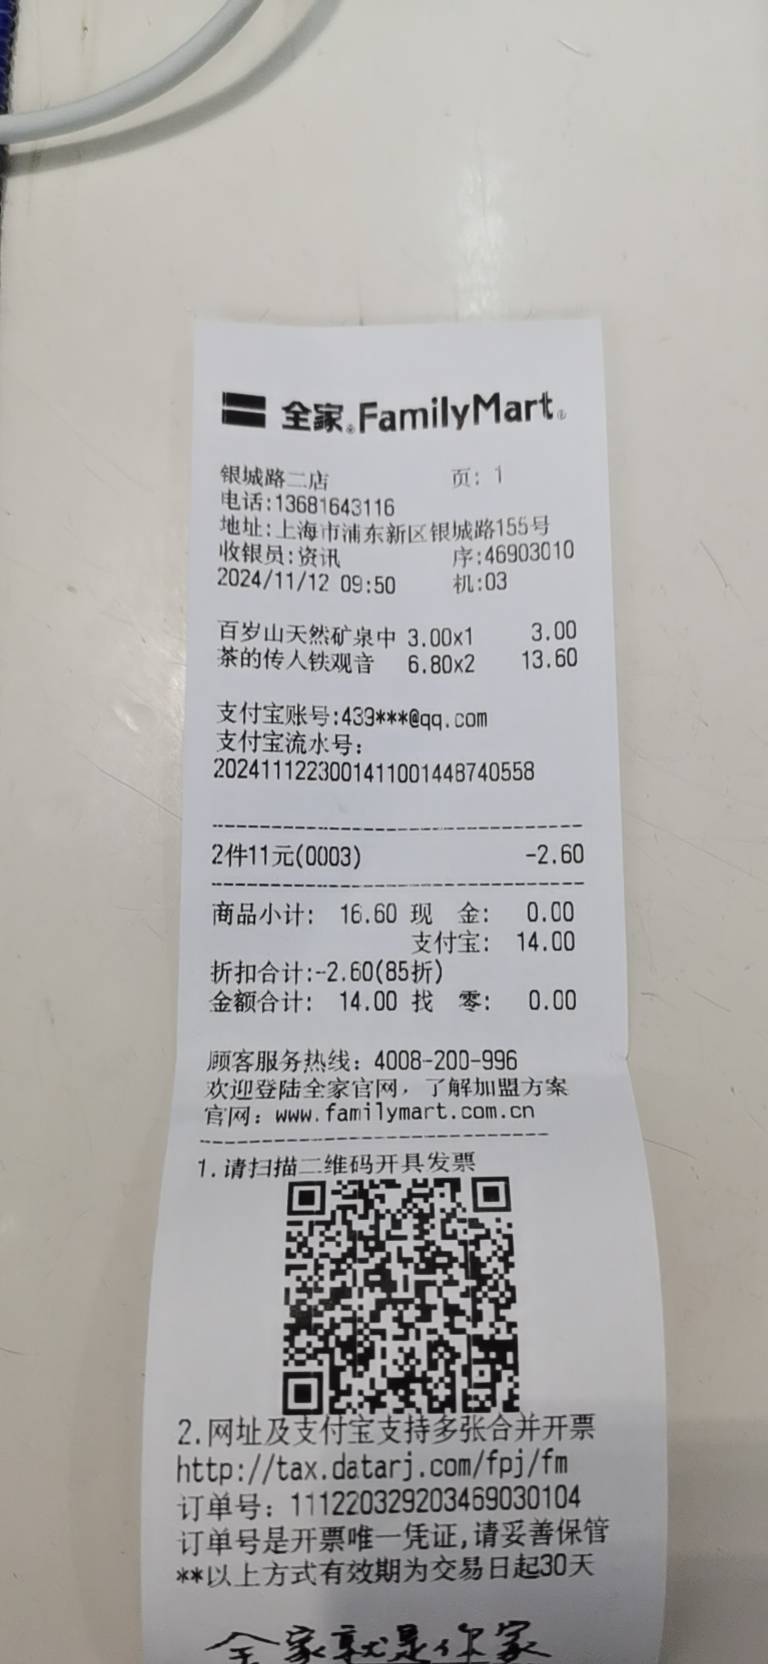 全家 FamilyMart
银城路二店 页: 1
电话:13681643116
地址:上海市浦东新区银城路155号
收银员:资讯 序:46903010
2024/11/12 09:50 机:03
百岁山天然矿泉中 3.00x1 3.00
茶的传人铁观音 6.80x2 13.60
支付宝账号:439***@qq.com
支付宝流水号:
2024111223001411001448740558
2件11元(0003) -2.60
商品小计: 16.60 现 金: 0.00
支付宝: 14.00
折扣合计:-2.60(85折)
金额合计: 14.00 找 零: 0.00
顾客服务热线: 4008-200-996
欢迎登陆全家官网，了解加盟方案
官网: www.familymart.com.cn
1.请扫描二维码开具发票
2.网址及支付宝支持多张合并开票
http://tax.datarj.com/fpj/fm
订单号: 111220329203469030104
订单号是开票唯一凭证,请妥善保管
**以上方式有效期为交易日起30天
全家就是你家